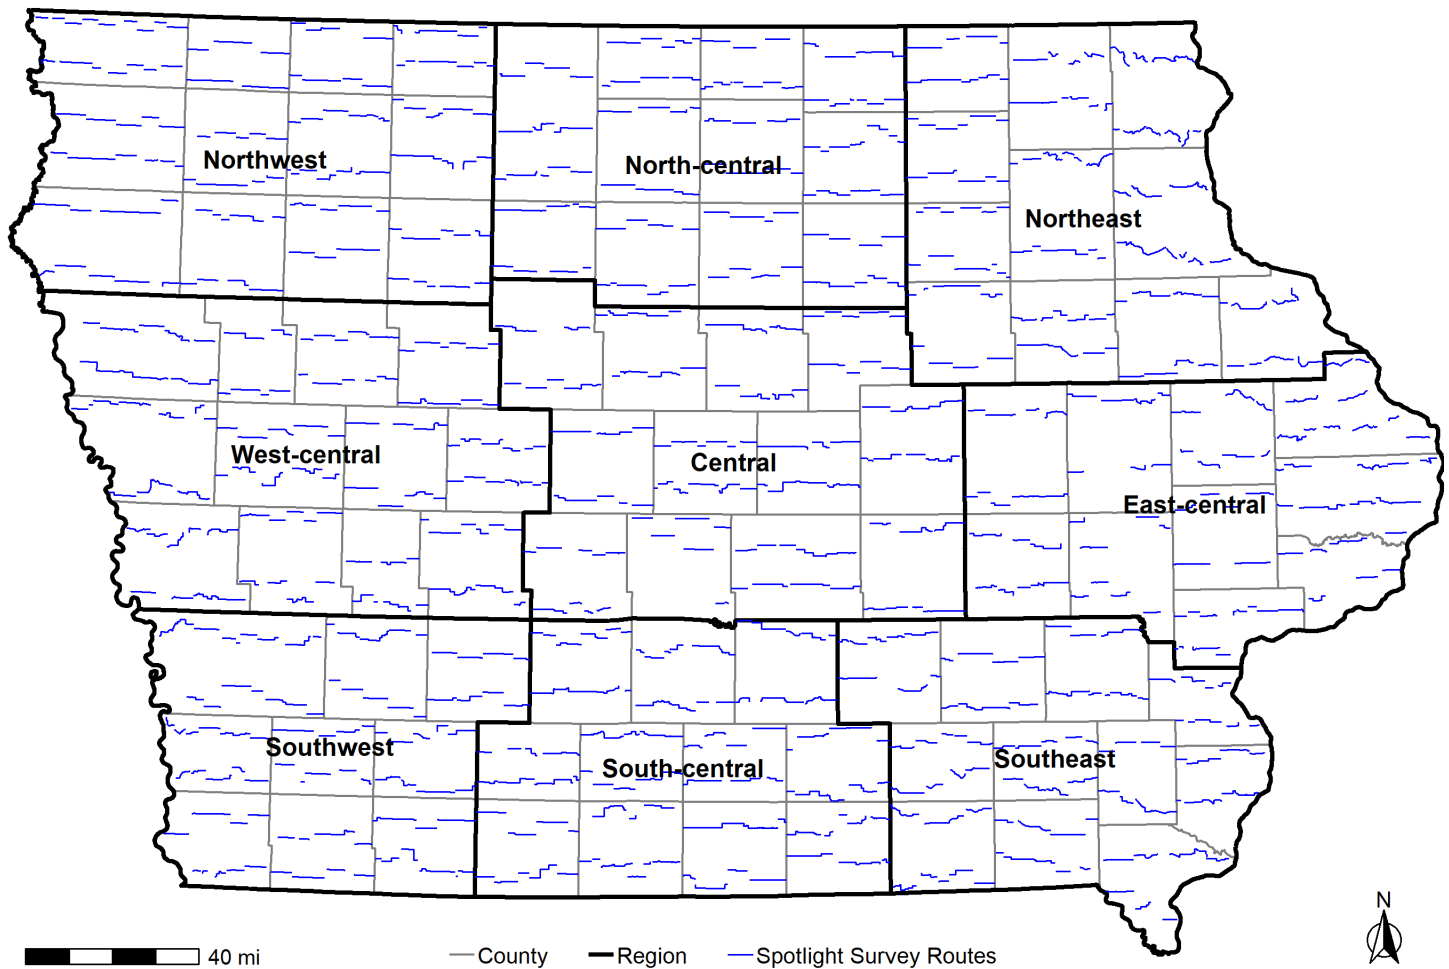 Northwest
North-central
Northeast
West-central
Central
East-central
Southwest
South-central
Southeast
N
40 mi
County
Region
Spotlight Survey Routes